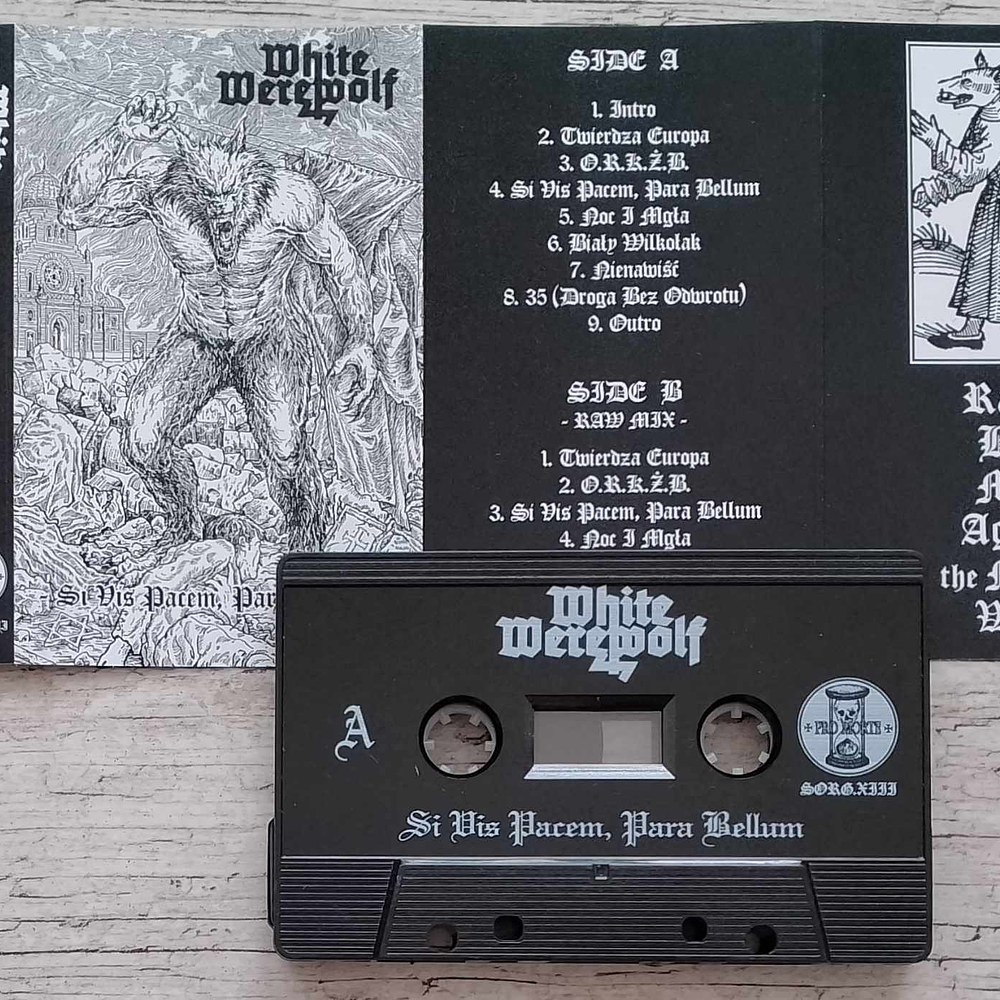 White
Werewolf
- Si Vis Pacem, Par
SIDE A
1. Intro
2. Twierdza Europa
3. O.R.K.Ż.B.
4. Si Vis Pacem, Para Bellum
5. Noc I Mgła
6. Biały Wilkołak
7. Nienawiść
8. 35 (Droga Bez Odwrotu)
9. Outro
SIDE B
- RAW MIX -
1. Twierdza Europa
2. O.R.K.Ż.B.
3. Si Vis Pacem, Para Bellum
4. Noc I Mgła
the
White
Werewolf
A
PRO MORTE
SORG.XIII
Si Vis Pacem, Para Bellum